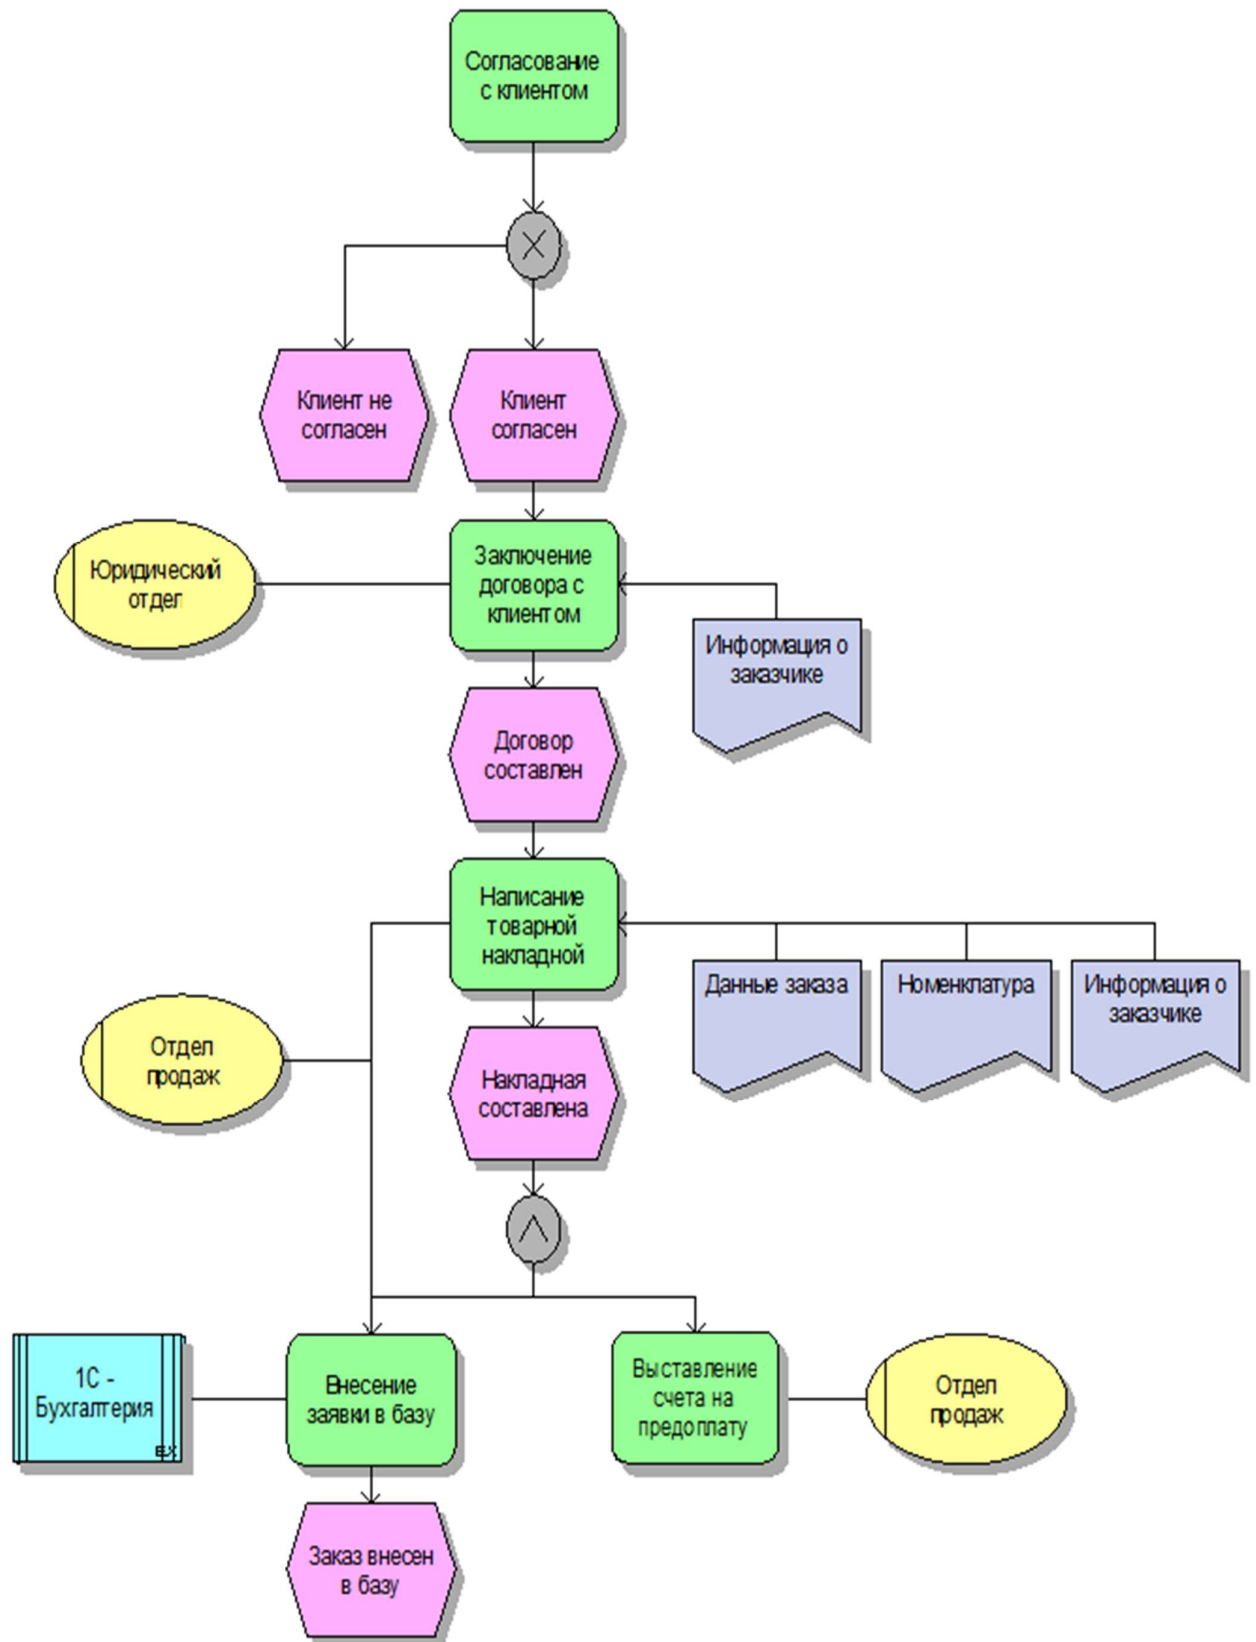 Согласование
с клиентом
Клиент не
согласен
Клиент
согласен
Юридический
отдел
Заключение
договора с
клиентом
Информация о
заказчике
Договор
составлен
Написание
товарной
накладной
Данные заказа
Номенклатура
Информация о
заказчике
Отдел
продаж
Накладная
составлена
1С -
Бухгалтерия
EX
Внесение
заявки в базу
Выставление
счета на
предоплату
Отдел
продаж
Заказ внесен
в базу